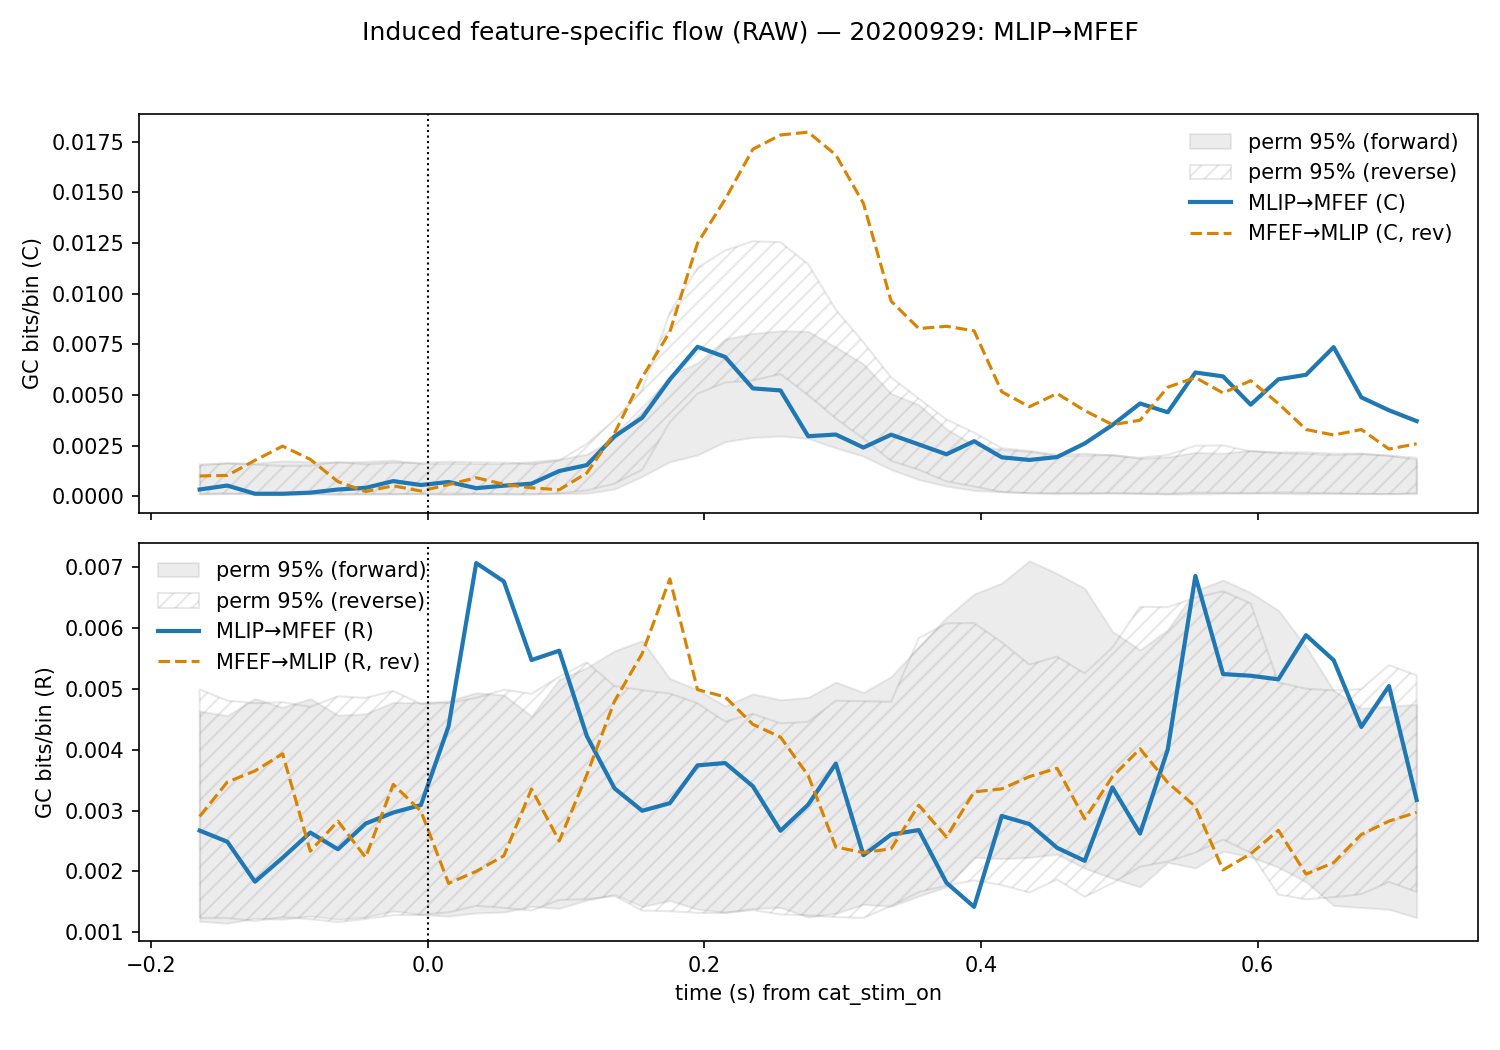 Induced feature-specific flow (RAW) — 20200929: MLIP→MFEF
GC bits/bin (C)
0.0175
0.0150
0.0125
0.0100
0.0075
0.0050
0.0025
0.0000
perm 95% (forward)
perm 95% (reverse)
MLIP→MFEF (C)
MFEF→MLIP (C, rev)
GC bits/bin (R)
0.007
0.006
0.005
0.004
0.003
0.002
0.001
perm 95% (forward)
perm 95% (reverse)
MLIP→MFEF (R)
MFEF→MLIP (R, rev)
−0.2 0.0 0.2 0.4 0.6
time (s) from cat_stim_on